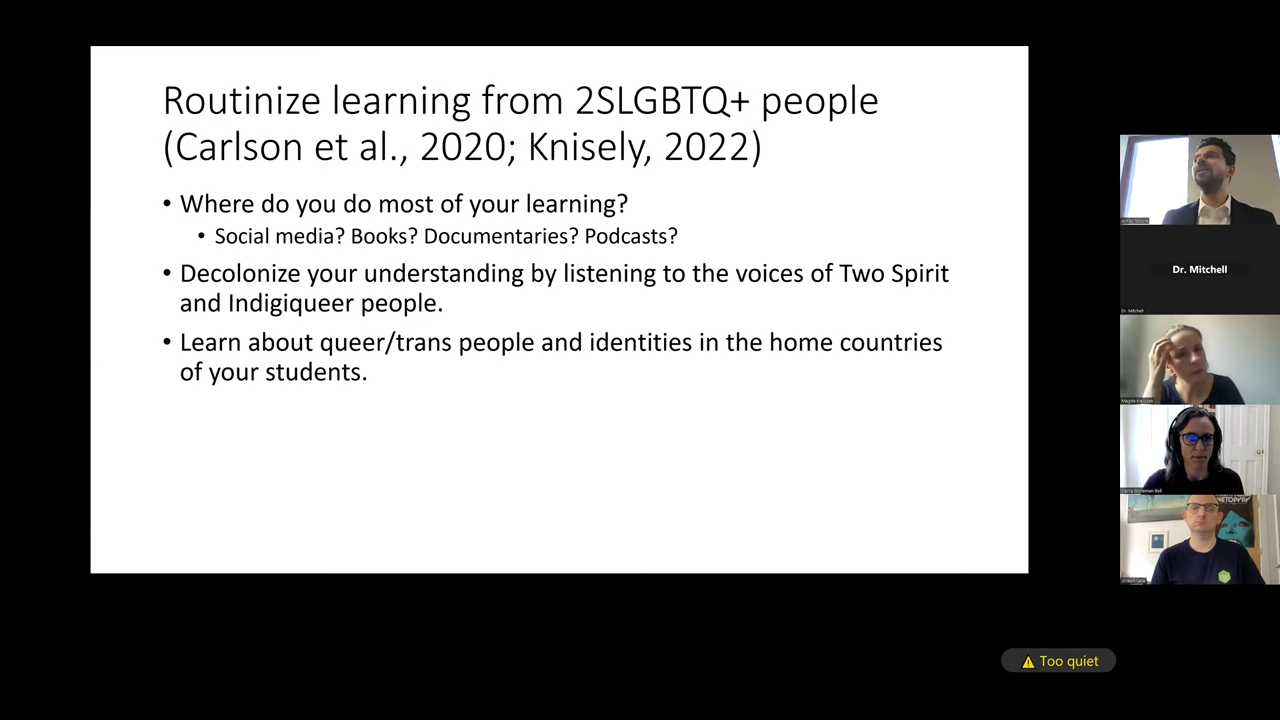 Routinize learning from 2SLGBTQ+ people
(Carlson et al., 2020; Knisely, 2022)
• Where do you do most of your learning?
• Social media? Books? Documentaries? Podcasts?
• Decolonize your understanding by listening to the voices of Two Spirit
and Indigiqueer people.
• Learn about queer/trans people and identities in the home countries
of your students.
Dr. Mitchell
Dr. Mitchell
Too quiet